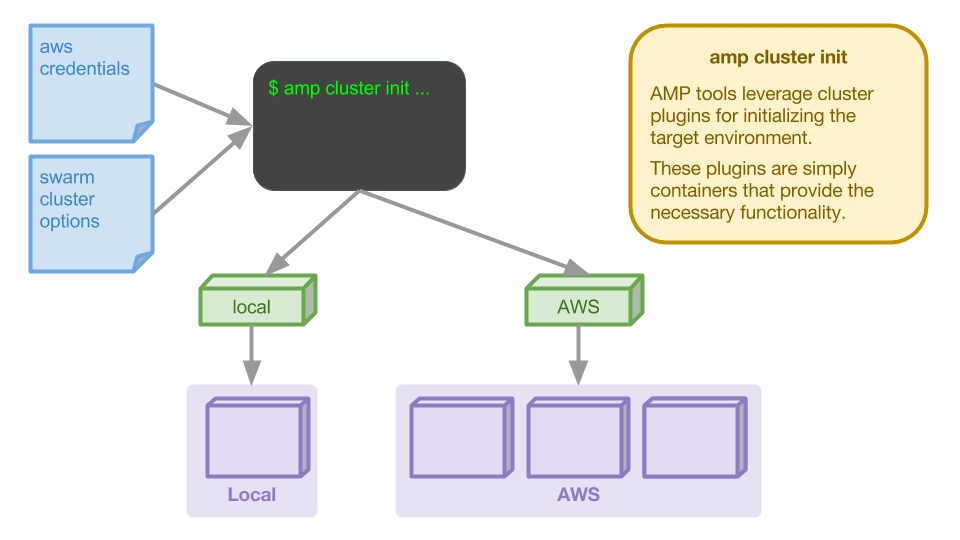 aws
credentials
$ amp cluster init ...
amp cluster init
AMP tools leverage cluster
plugins for initializing the
target environment.
These plugins are simply
containers that provide the
necessary functionality.
swarm
cluster
options
local
AWS
Local
AWS